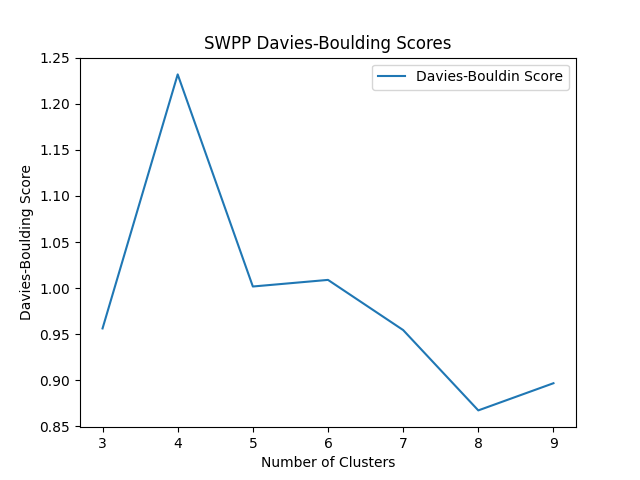 SWPP Davies-Boulding Scores
Davies-Bouldin Score
1.25
1.20
1.15
1.10
1.05
1.00
0.95
0.90
0.85
Davies-Boulding Score
3 4 5 6 7 8 9
Number of Clusters